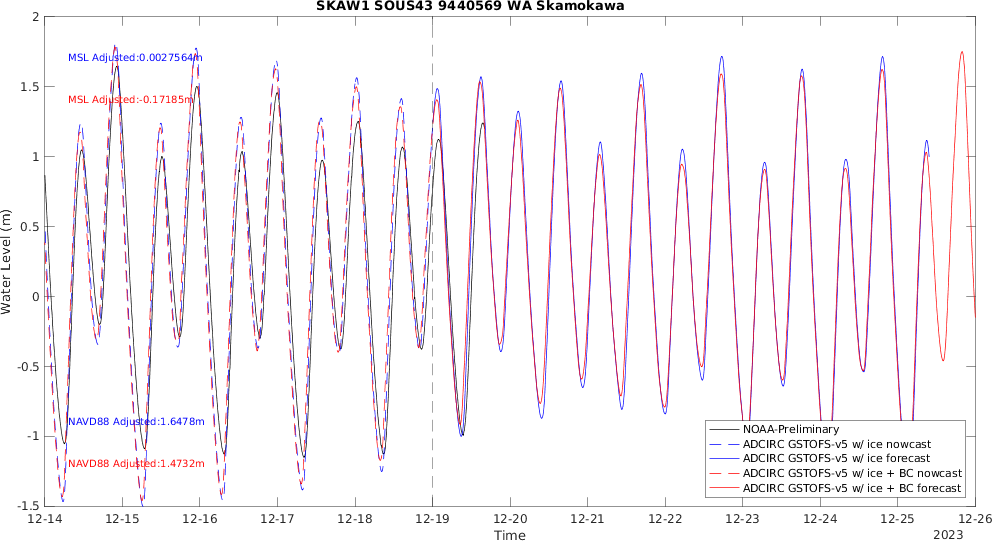 SKAW1 SOUS43 9440569 WA Skamokawa
2
1.5
1
0.5
0
-0.5
-1
-1.5
Water Level (m)
MSL Adjusted:0.0027564m
MSL Adjusted:-0.17185m
NAVD88 Adjusted:1.6478m
NAVD88 Adjusted:1.4732m
NOAA-Preliminary
ADCIRC GSTOFS-v5 w/ ice nowcast
ADCIRC GSTOFS-v5 w/ ice forecast
ADCIRC GSTOFS-v5 w/ ice + BC nowcast
ADCIRC GSTOFS-v5 w/ ice + BC forecast
12-14 12-15 12-16 12-17 12-18 12-19 12-20 12-21 12-22 12-23 12-24 12-25 12-26
Time
2023